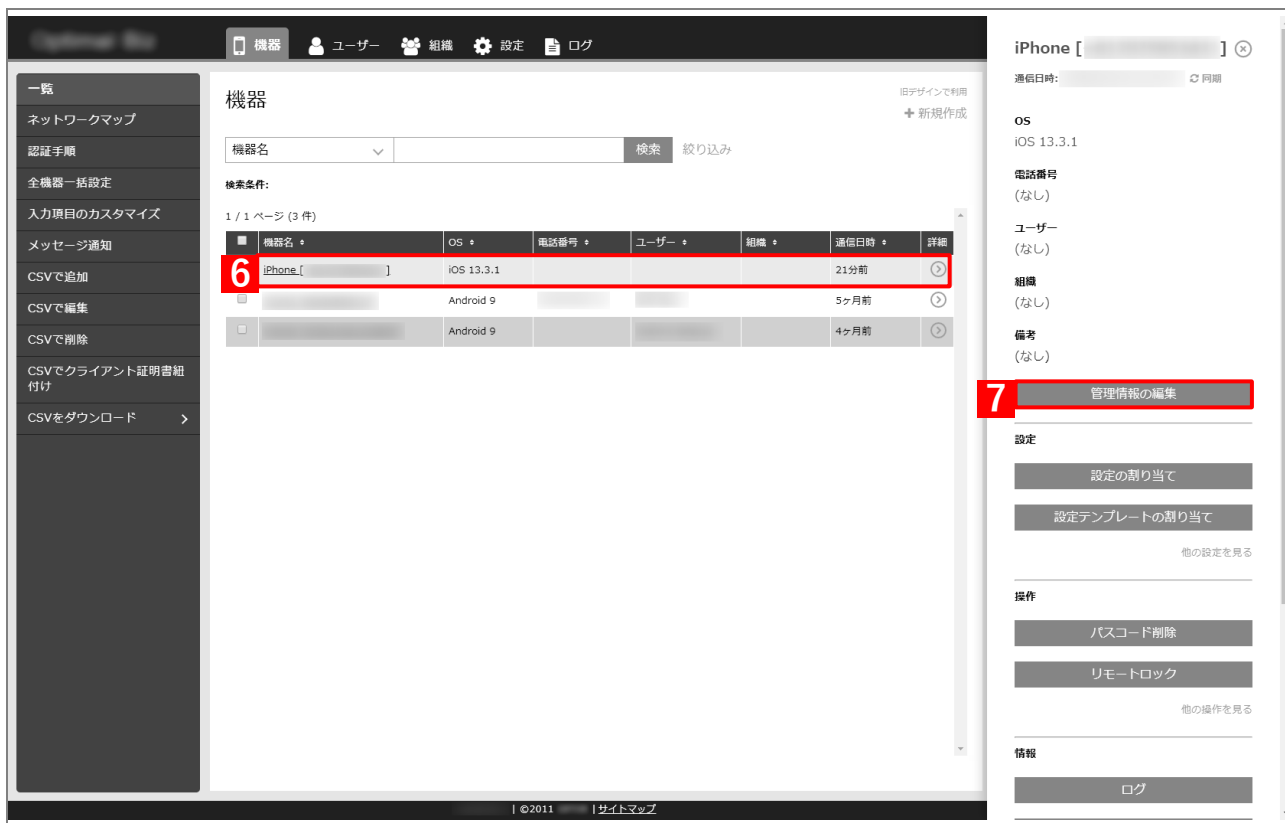 機器
ユーザー
組織
設定
ログ
一覧
ネットワークマップ
認証手順
全機器一括設定
入力項目のカスタマイズ
メッセージ通知
CSVで追加
CSVで編集
CSVで削除
CSVでクライアント証明書紐
付け
CSVをダウンロード
機器
旧デザインで利用
新規作成
機器名
検索
絞り込み
検索条件:
1 / 1 ページ (3 件)
機器名 OS 電話番号 ユーザー 組織 通信日時 詳細
6 iPhone [ ] iOS 13.3.1 21分前
Android 9 5ヶ月前
Android 9 4ヶ月前
| ©2011 | サイトマップ
iPhone [ ]
通信日時: 同期
OS
iOS 13.3.1
電話番号
(なし)
ユーザー
(なし)
組織
(なし)
備考
(なし)
7 管理情報の編集
設定
設定の割り当て
設定テンプレートの割り当て
他の設定を見る
操作
パスコード削除
リモートロック
他の操作を見る
情報
ログ